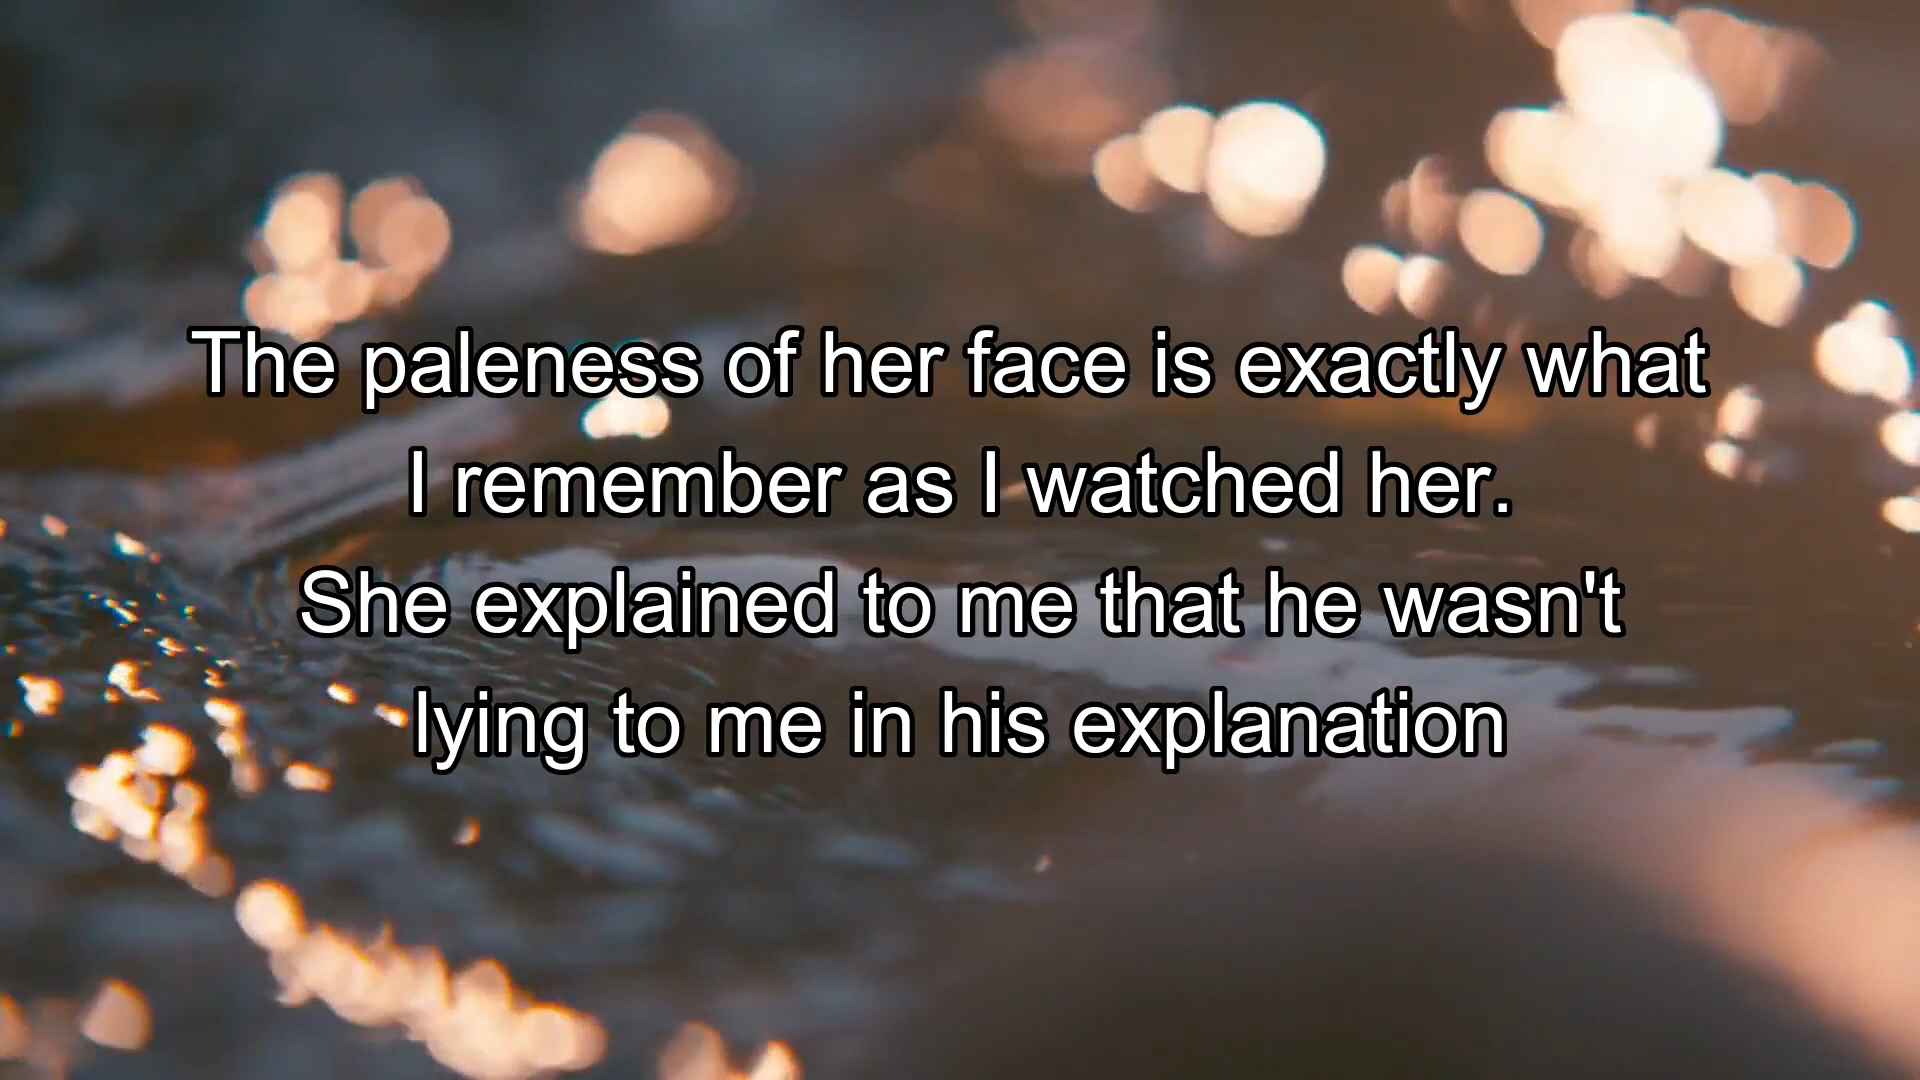 The paleness of her face is exactly what
I remember as I watched her.
She explained to me that he wasn't
lying to me in his explanation